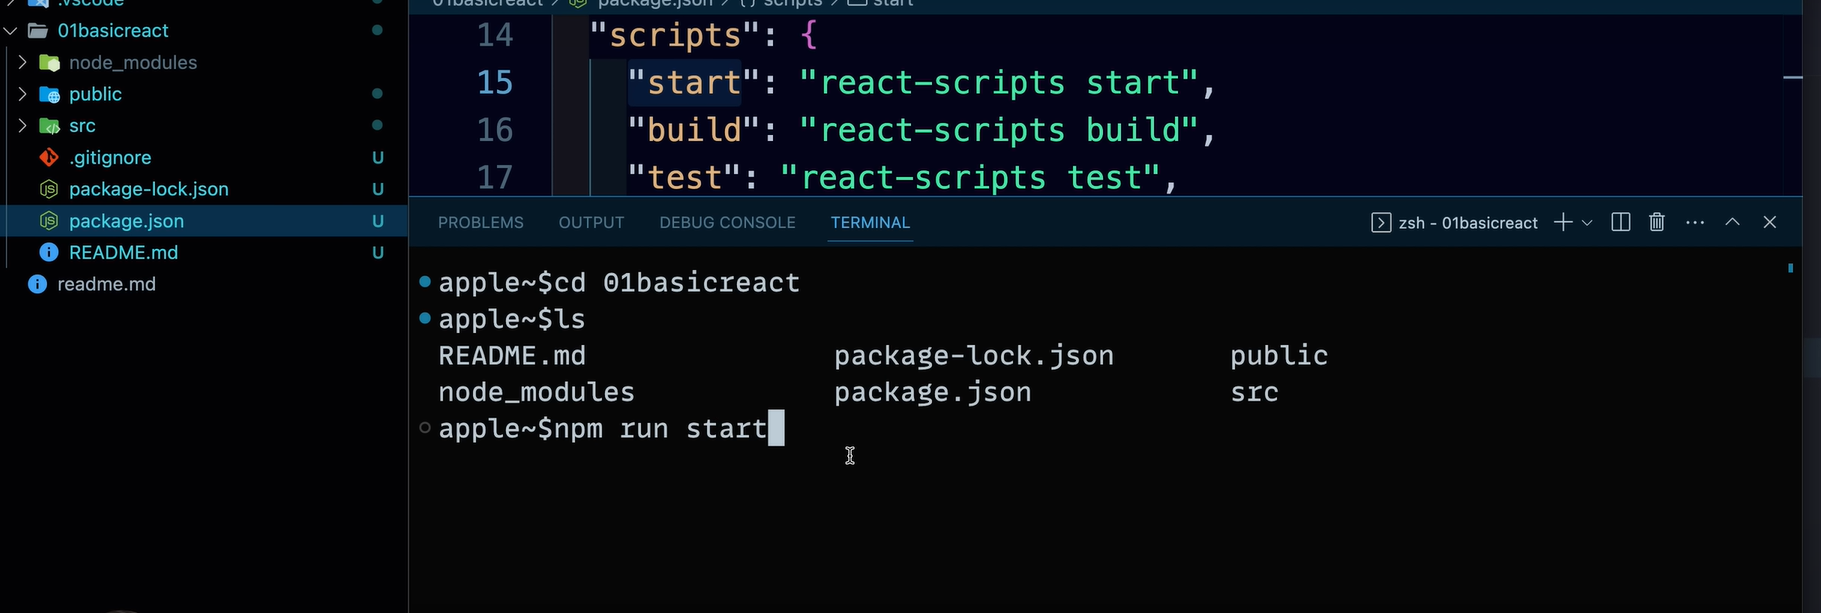 .vscode
01basicreact
node_modules
public
src
.gitignore U
package-lock.json U
package.json U
README.md U
readme.md
01basicreact > package.json > {} scripts > start
14 "scripts": {
15 "start": "react-scripts start",
16 "build": "react-scripts build",
17 "test": "react-scripts test",
PROBLEMS OUTPUT DEBUG CONSOLE TERMINAL zsh - 01basicreact
apple~$cd 01basicreact
apple~$ls
README.md package-lock.json public
node_modules package.json src
apple~$npm run start